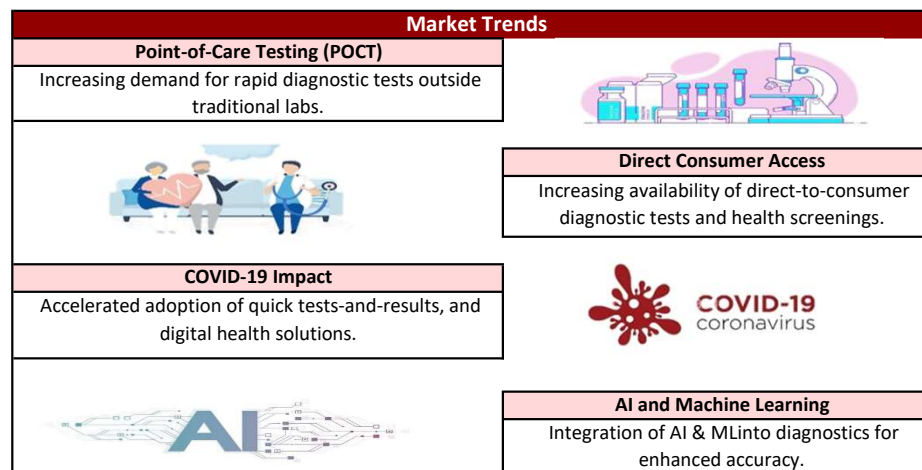 Market Trends
Point-of-Care Testing (POCT)
Increasing demand for rapid diagnostic tests outside
traditional labs.
Direct Consumer Access
Increasing availability of direct-to-consumer
diagnostic tests and health screenings.
COVID-19 Impact
Accelerated adoption of quick tests-and-results, and
digital health solutions.
COVID-19
coronavirus
AI
AI and Machine Learning
Integration of AI & MLinto diagnostics for
enhanced accuracy.